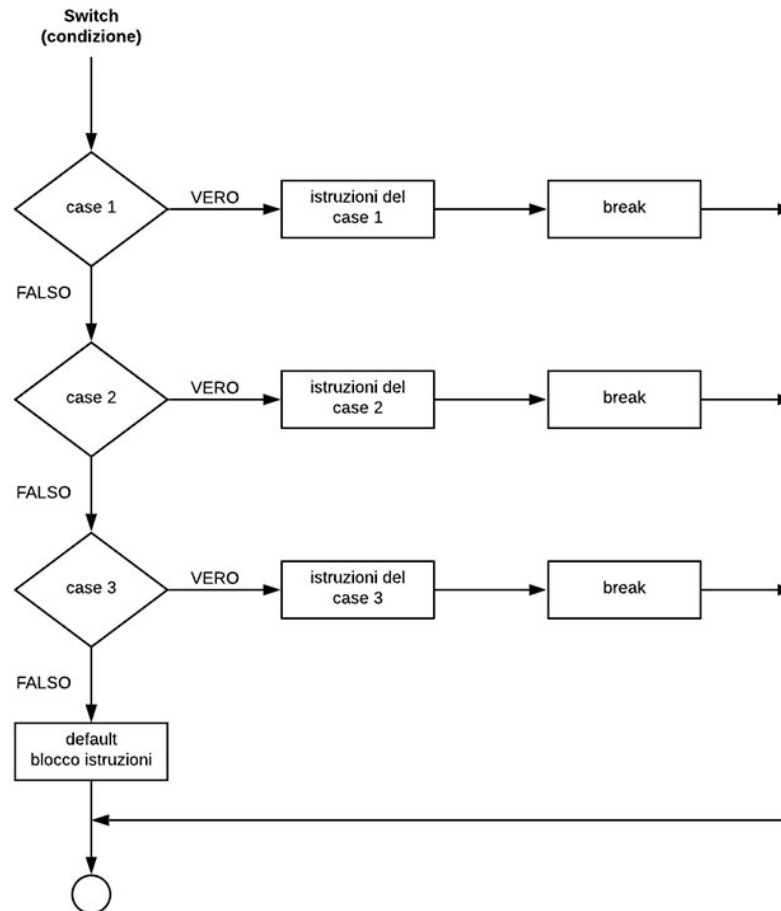 Switch
(condizione)
case 1
VERO
istruzioni del
case 1
break
FALSO
case 2
VERO
istruzioni del
case 2
break
FALSO
case 3
VERO
istruzioni del
case 3
break
FALSO
default
blocco istruzioni